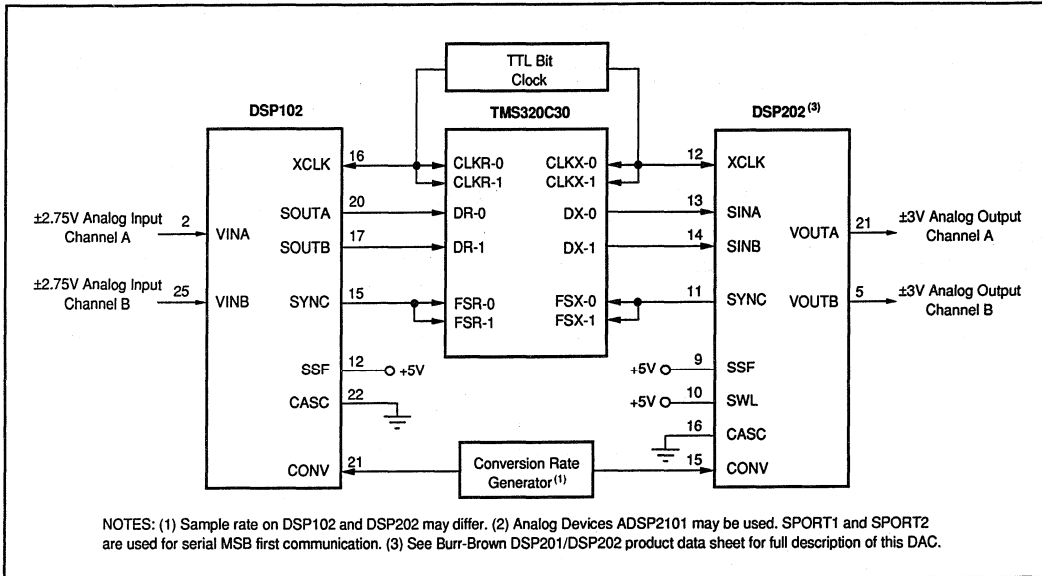 TTL Bit
Clock
DSP102
TMS320C30
DSP202 (3)
XCLK
16
CLKR-0
CLKX-0
12
XCLK
CLKR-1
CLKX-1
±2.75V Analog Input
Channel A
2
VINA
SOUTA
20
DR-0
DX-0
13
SINA
VOUTA
21
±3V Analog Output
Channel A
SOUTB
17
DR-1
DX-1
14
SINB
±2.75V Analog Input
Channel B
25
VINB
SYNC
15
FSR-0
FSX-0
11
SYNC
VOUTB
5
±3V Analog Output
Channel B
FSR-1
FSX-1
SSF
12
+5V
+5V
9
SSF
CASC
22
+5V
10
SWL
16
CASC
CONV
21
Conversion Rate
Generator(1)
15
CONV
NOTES: (1) Sample rate on DSP102 and DSP202 may differ. (2) Analog Devices ADSP2101 may be used. SPORT1 and SPORT2
are used for serial MSB first communication. (3) See Burr-Brown DSP201/DSP202 product data sheet for full description of this DAC.